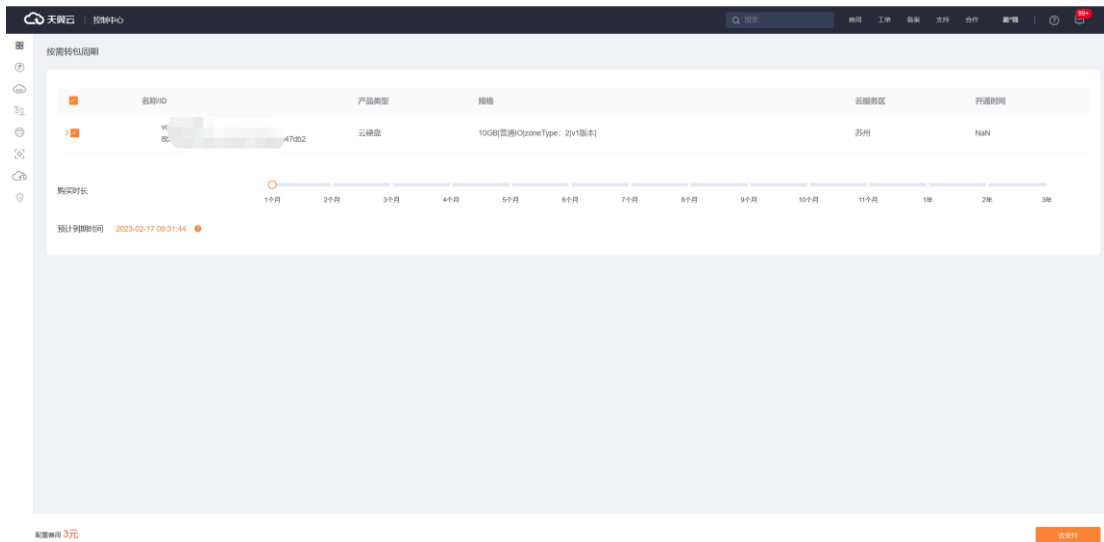 天翼云 控制中心 搜索... 费用 工单 备案 支持 合作 99+
按需转包周期
名称/ID 产品类型 规格 云服务区 开通时间
云硬盘 10GB|普通IO|zoneType: 2|v1版本| 苏州 NaN
47db2
购买时长
1个月 2个月 3个月 4个月 5个月 6个月 7个月 8个月 9个月 10个月 11个月 1年 2年 3年
预计到期时间 2023-02-17 09:31:44
配置费用 3元 去支付